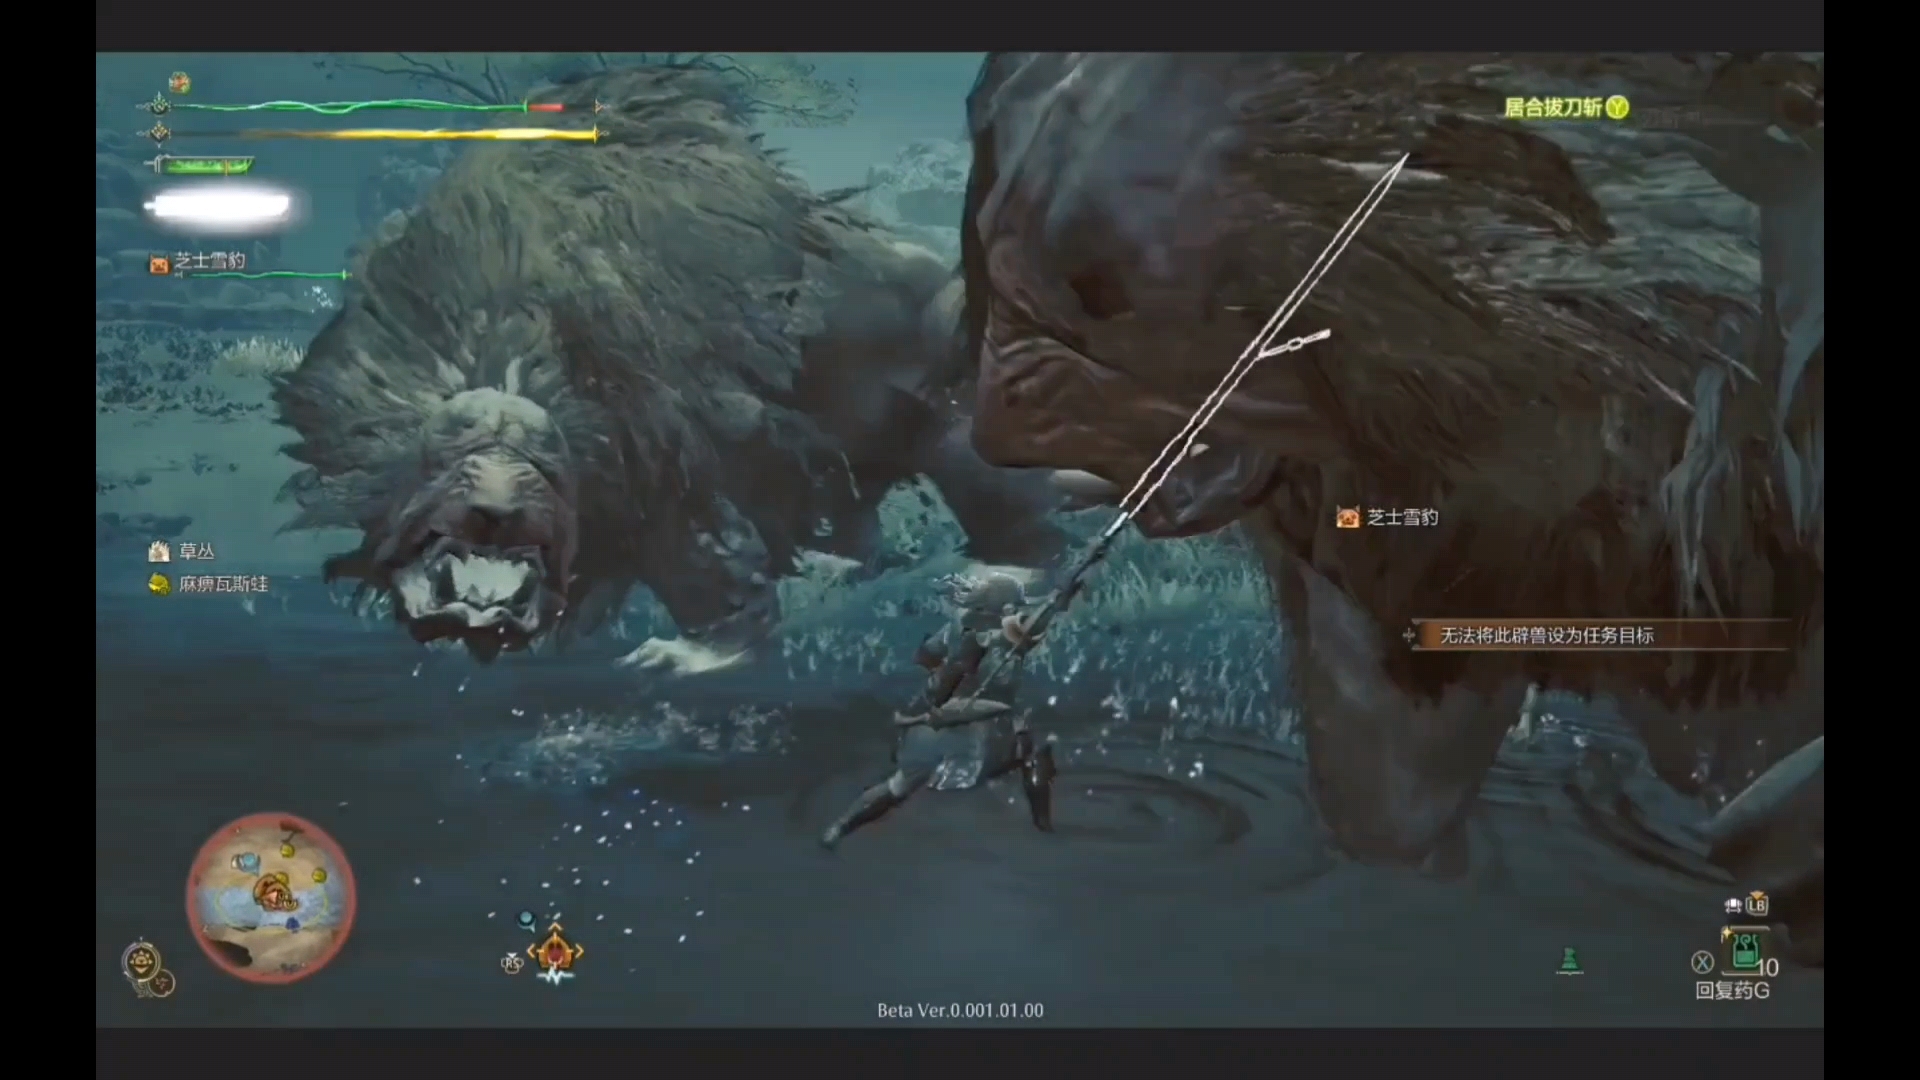 居合拔刀斩 Y
芝士雪豹
芝士雪豹
草丛
麻痹瓦斯蛙
无法将此辟兽设为任务目标
LB
RS
X
10
回复药G
Beta Ver.0.001.01.00